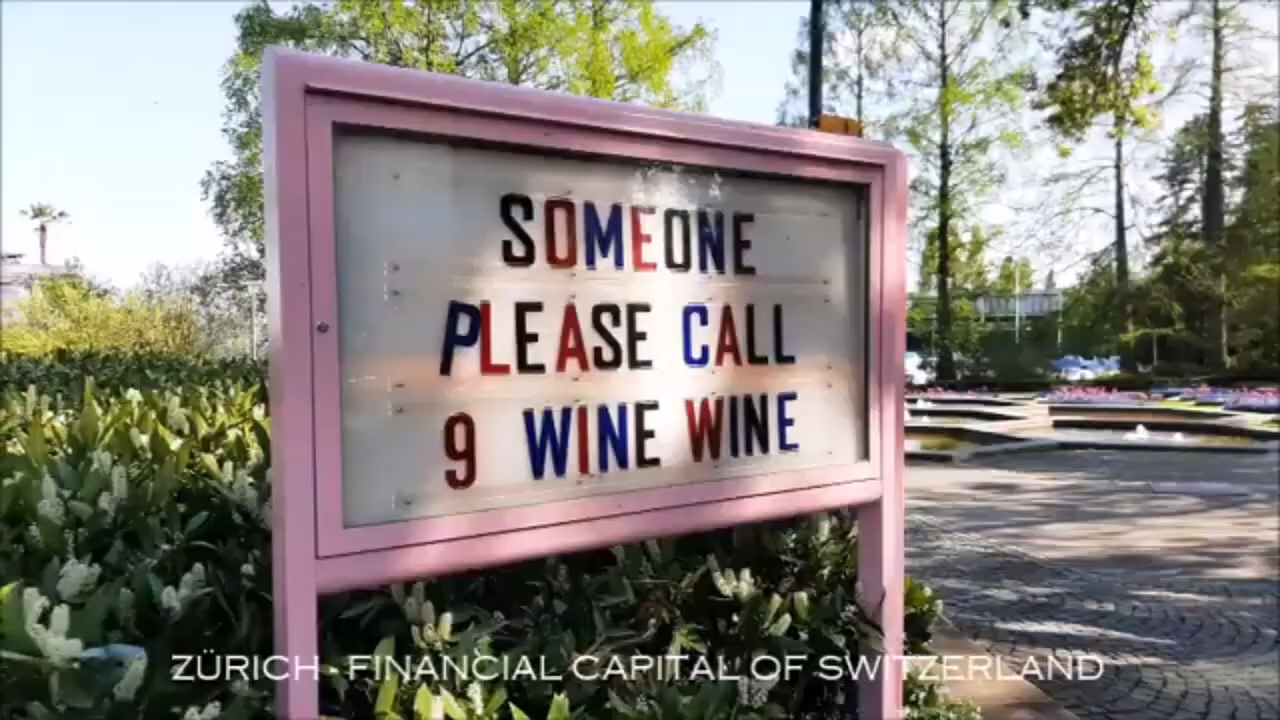 SOMEONE
PLEASE CALL
9 WINE WINE
ZÜRICH - FINANCIAL CAPITAL OF SWITZERLAND